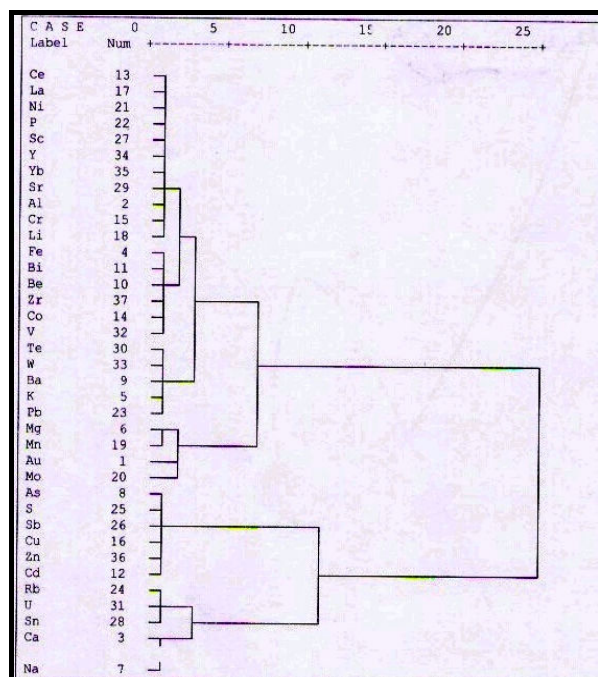 C A S E 0 5 10 15 20 25
Label Num +---------+---------+---------+---------+---------+
Ce 13
La 17
Ni 21
P 22
Sc 27
Y 34
Yb 35
Sr 29
Al 2
Cr 15
Li 18
Fe 4
Bi 11
Be 10
Zr 37
Co 14
V 32
Te 30
W 33
Ba 9
K 5
Pb 23
Mg 6
Mn 19
Au 1
Mo 20
As 8
S 25
Sb 26
Cu 16
Zn 36
Cd 12
Rb 24
U 31
Sn 28
Ca 3
Na 7